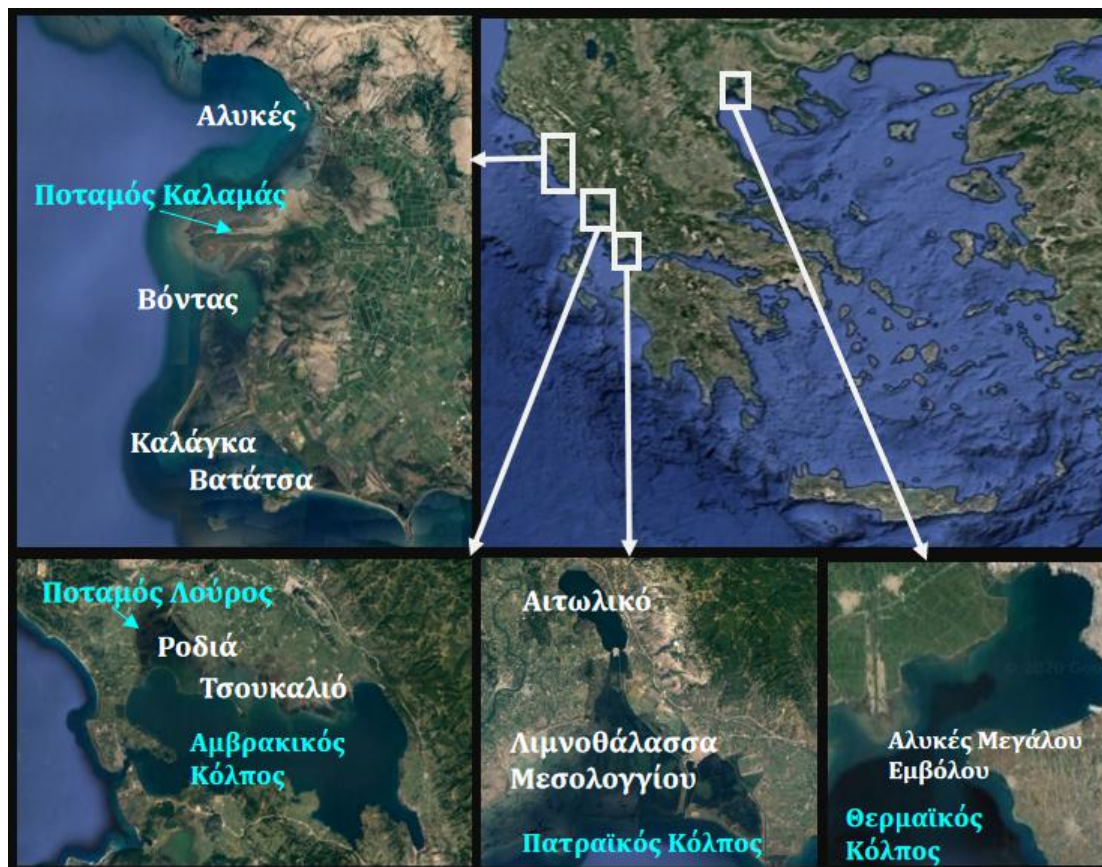 Αλυκές
Ποταμός Καλαμάς
Βόντας
Καλάγκα
Βατάτσα
Ποταμός Λούρος
Ροδιά
Τσουκαλιό
Αμβρακικός
Κόλπος
Αιτωλικό
Λιμνοθάλασσα
Μεσολογγίου
Πατραϊκός Κόλπος
Αλυκές Μεγάλου
Εμβόλου
Θερμαϊκός
Κόλπος